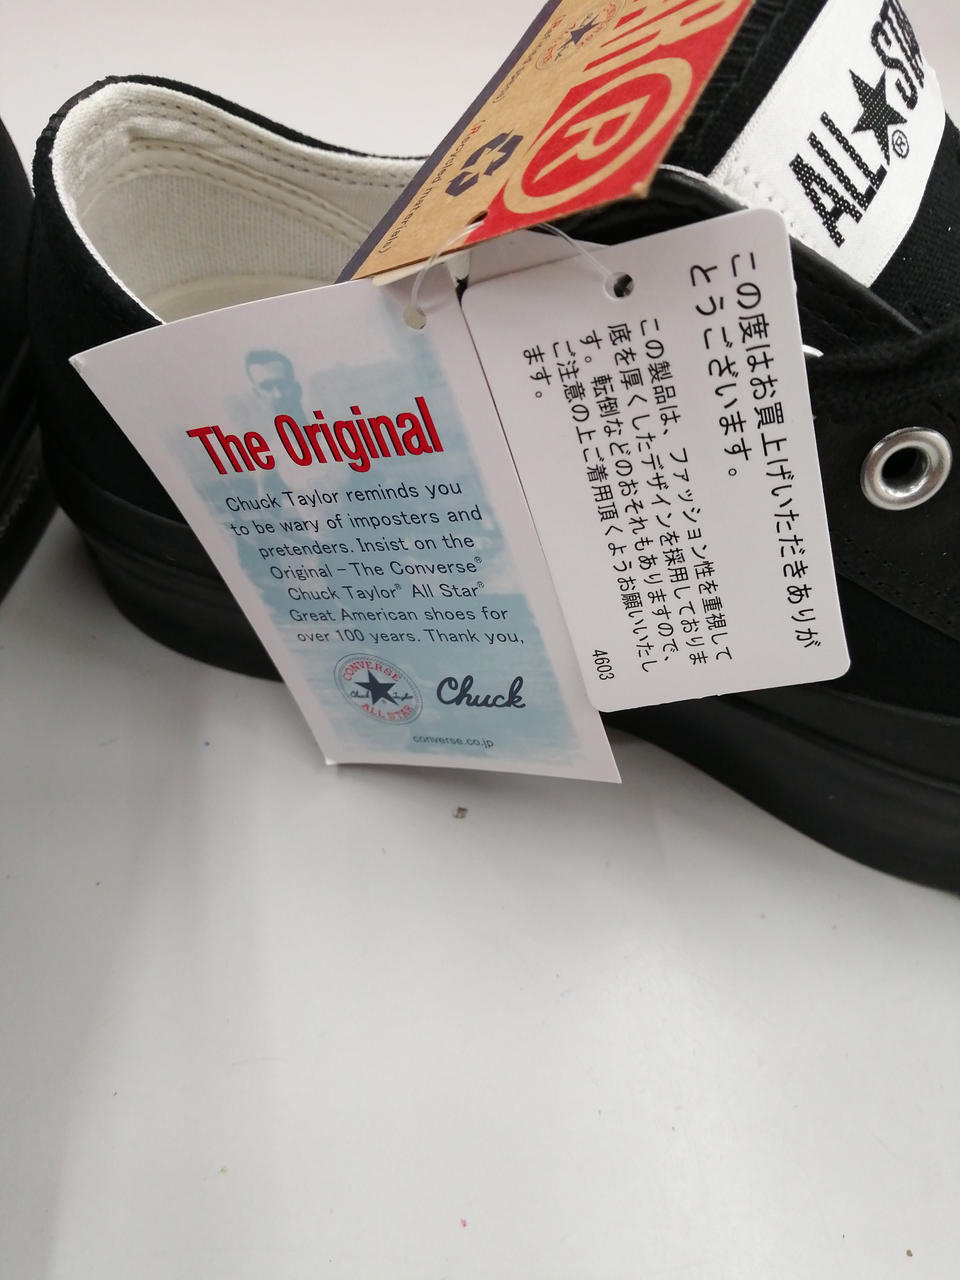 ALL ★ STA
®
®
(Recycled materials)
The Original
Chuck Taylor reminds you
to be wary of imposters and
pretenders. Insist on the
Original – The Converse®
Chuck Taylor® All Star®
Great American shoes for
over 100 years. Thank you,
CONVERSE
Chuck Taylor
ALL STAR
Chuck
converse.co.jp
この度はお買上げいただきありが
とうございます。
この製品は、ファッション性を重視して
底を厚くしたデザインを採用しておりま
す。転倒などのおそれもありますので、
ご注意の上ご着用頂くようお願いいたし
ます。
4603